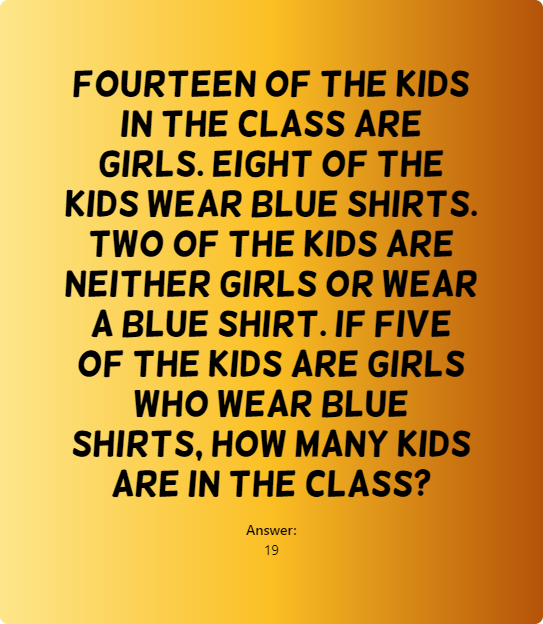 FOURTEEN OF THE KIDS
IN THE CLASS ARE
GIRLS. EIGHT OF THE
KIDS WEAR BLUE SHIRTS.
TWO OF THE KIDS ARE
NEITHER GIRLS OR WEAR
A BLUE SHIRT. IF FIVE
OF THE KIDS ARE GIRLS
WHO WEAR BLUE
SHIRTS, HOW MANY KIDS
ARE IN THE CLASS?
Answer:
19